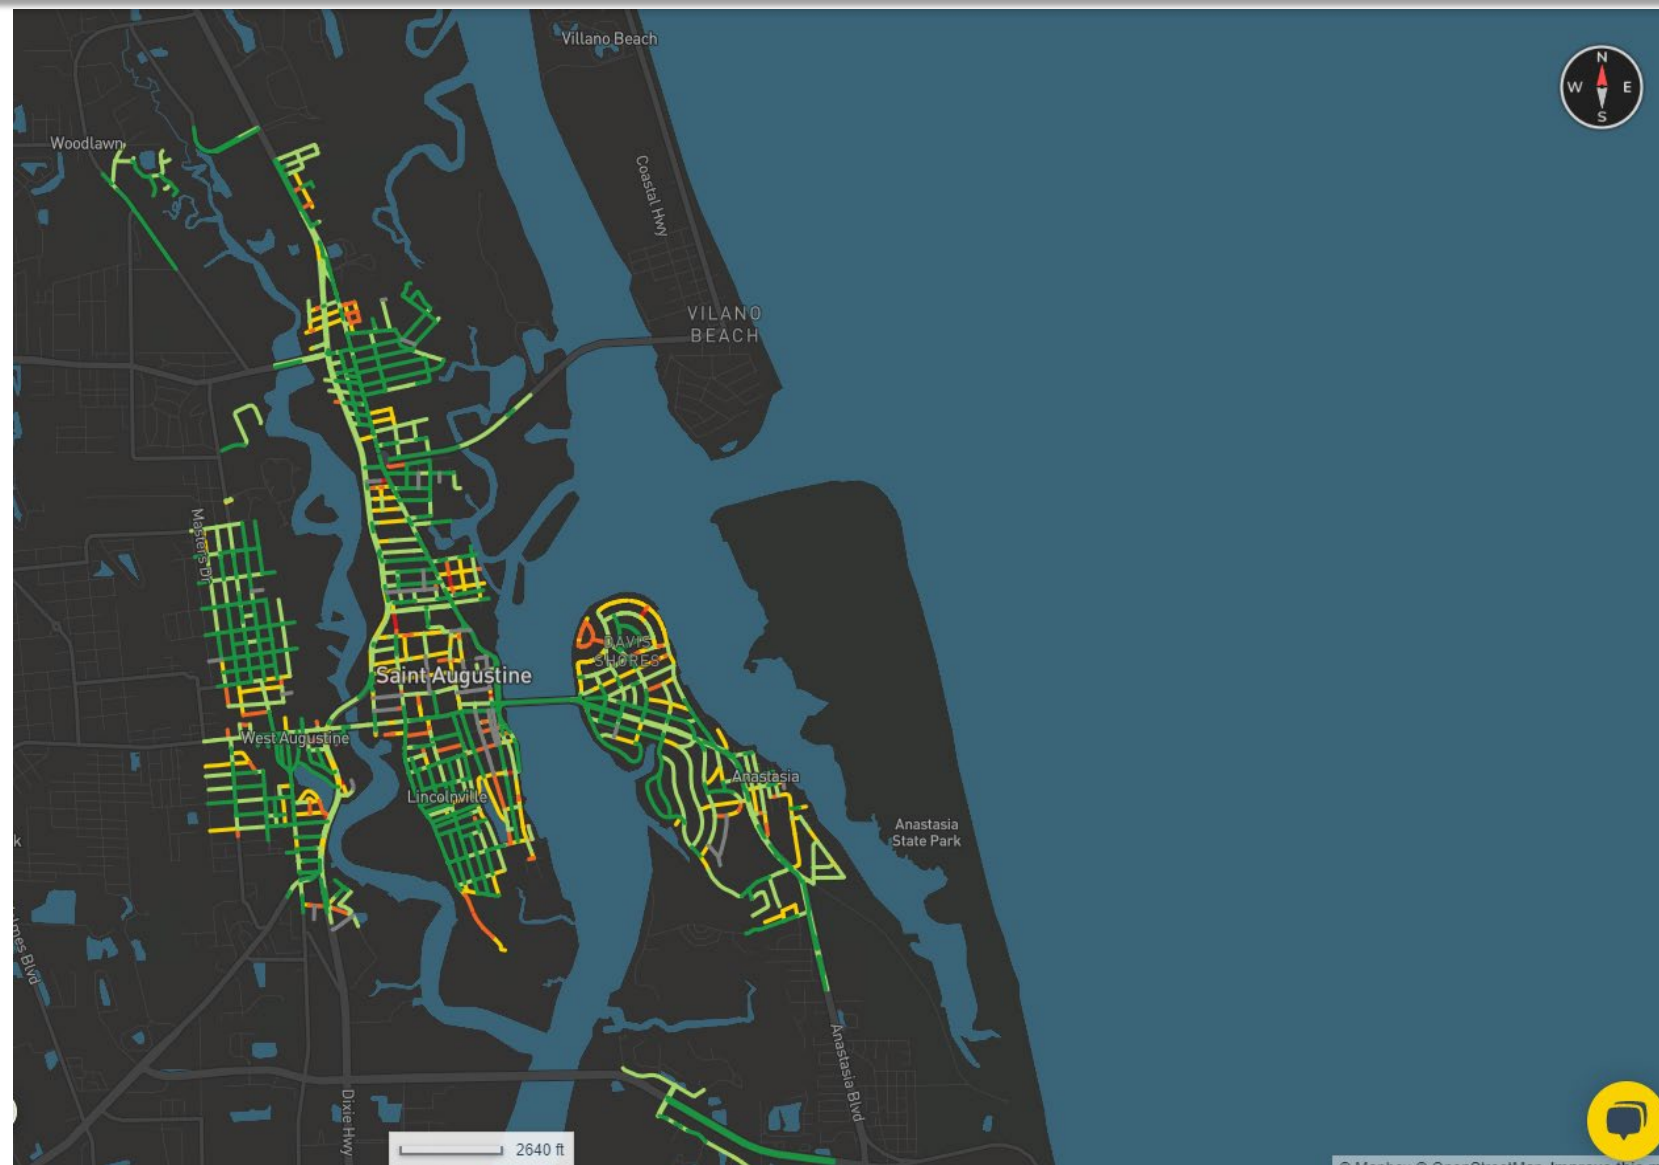 Villano Beach
N
W E
S
Woodlawn
Coastal Hwy
VILANO
BEACH
Masters Dr
DAVIS
SHORES
Saint Augustine
West Augustine
Anastasia
Lincolnville
Anastasia
State Park
k
Blvd
Anastasia Blvd
Dixie Hwy
2640 ft